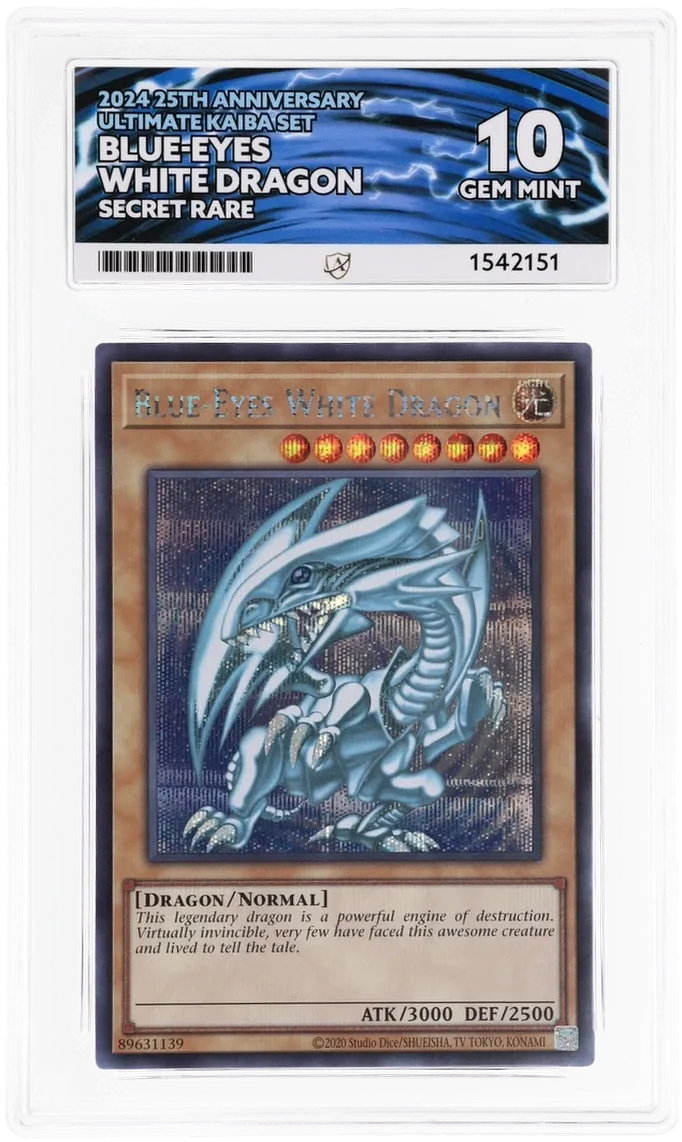 2024 25TH ANNIVERSARY
ULTIMATE KAIBA SET
BLUE-EYES
WHITE DRAGON
SECRET RARE
10
GEM MINT
1542151
BLUE-EYES WHITE DRAGON
LIGHT
光
[DRAGON/NORMAL]
This legendary dragon is a powerful engine of destruction.
Virtually invincible, very few have faced this awesome creature
and lived to tell the tale.
ATK/3000 DEF/2500
89631139
©2020 Studio Dice/SHUEISHA, TV TOKYO, KONAMI